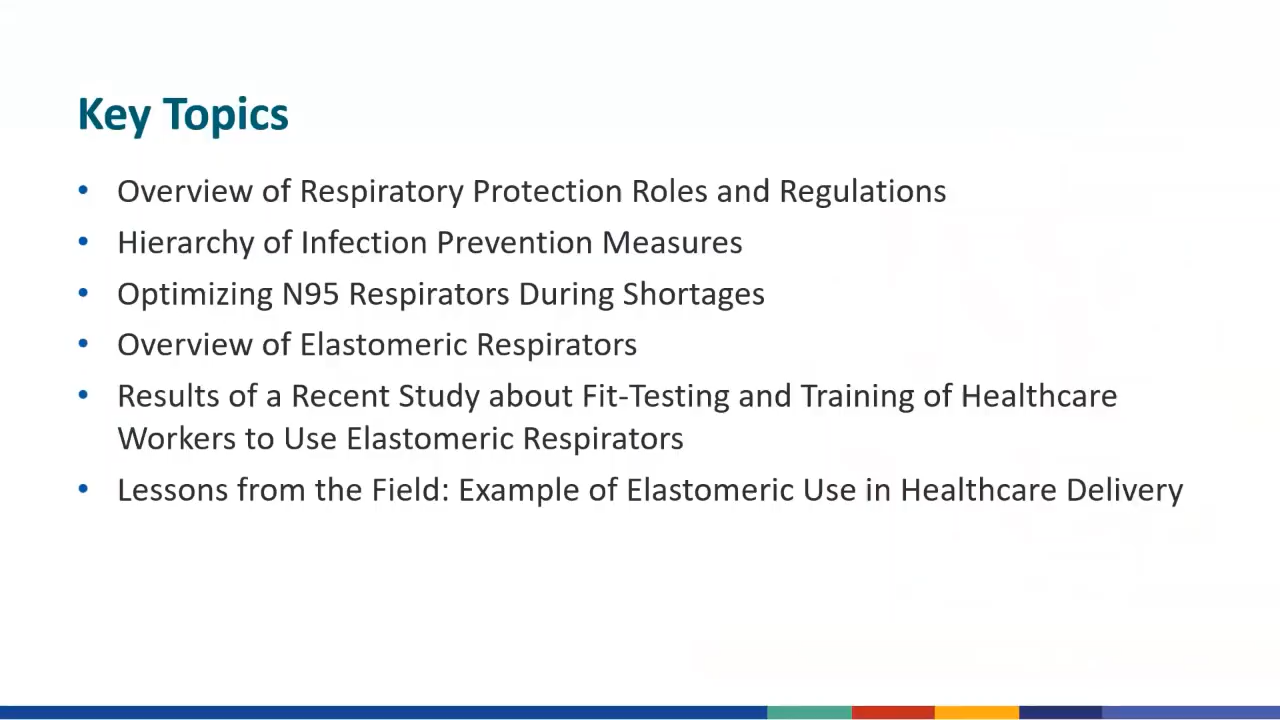 Key Topics
• Overview of Respiratory Protection Roles and Regulations
• Hierarchy of Infection Prevention Measures
• Optimizing N95 Respirators During Shortages
• Overview of Elastomeric Respirators
• Results of a Recent Study about Fit-Testing and Training of Healthcare
Workers to Use Elastomeric Respirators
• Lessons from the Field: Example of Elastomeric Use in Healthcare Delivery